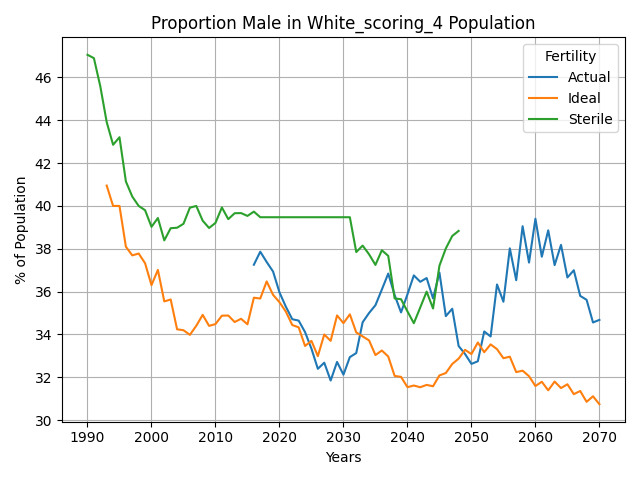 Proportion Male in White_scoring_4 Population
% of Population
46
44
42
40
38
36
34
32
30
Fertility
Actual
Ideal
Sterile
1990
2000
2010
2020
2030
2040
2050
2060
2070
Years